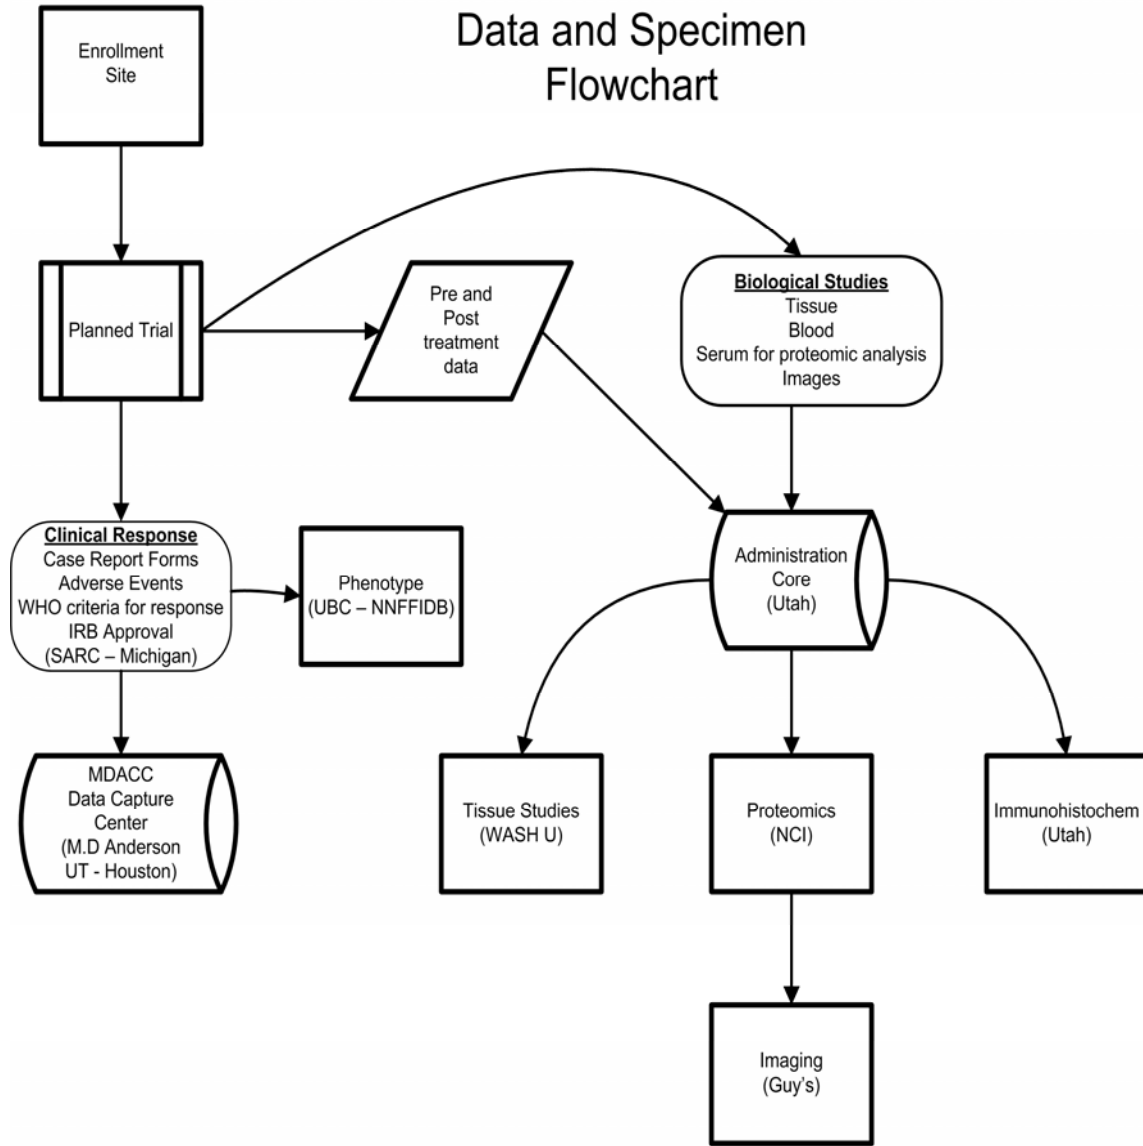 Data and Specimen
Flowchart
Enrollment
Site
Planned Trial
Pre and
Post
treatment
data
Biological Studies
Tissue
Blood
Serum for proteomic analysis
Images
Clinical Response
Case Report Forms
Adverse Events
WHO criteria for response
IRB Approval
(SARC – Michigan)
Phenotype
(UBC – NNFFIDB)
Administration
Core
(Utah)
MDACC
Data Capture
Center
(M.D Anderson
UT - Houston)
Tissue Studies
(WASH U)
Proteomics
(NCI)
Immunohistochem
(Utah)
Imaging
(Guy's)